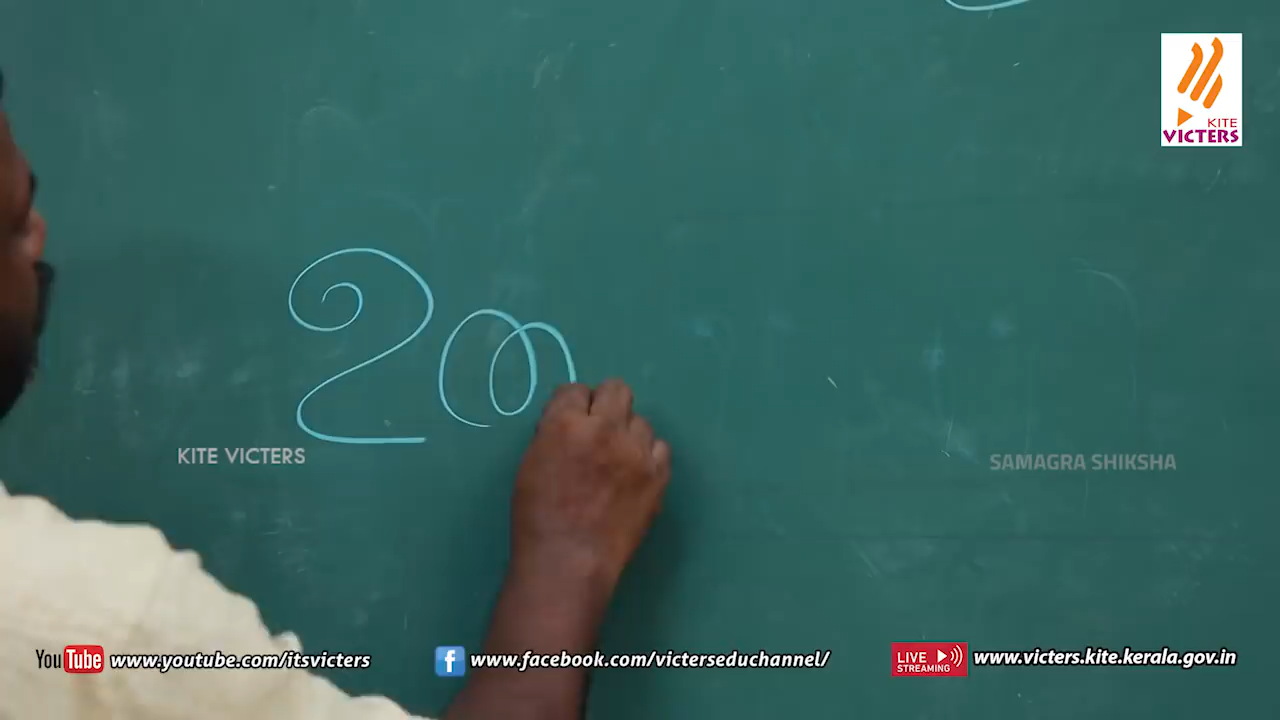 KITE
VICTERS
ഉത
KITE VICTERS
SAMAGRA SHIKSHA
YouTube www.youtube.com/itsvicters
f www.facebook.com/victerseduchannel/
LIVE STREAMING www.victers.kite.kerala.gov.in